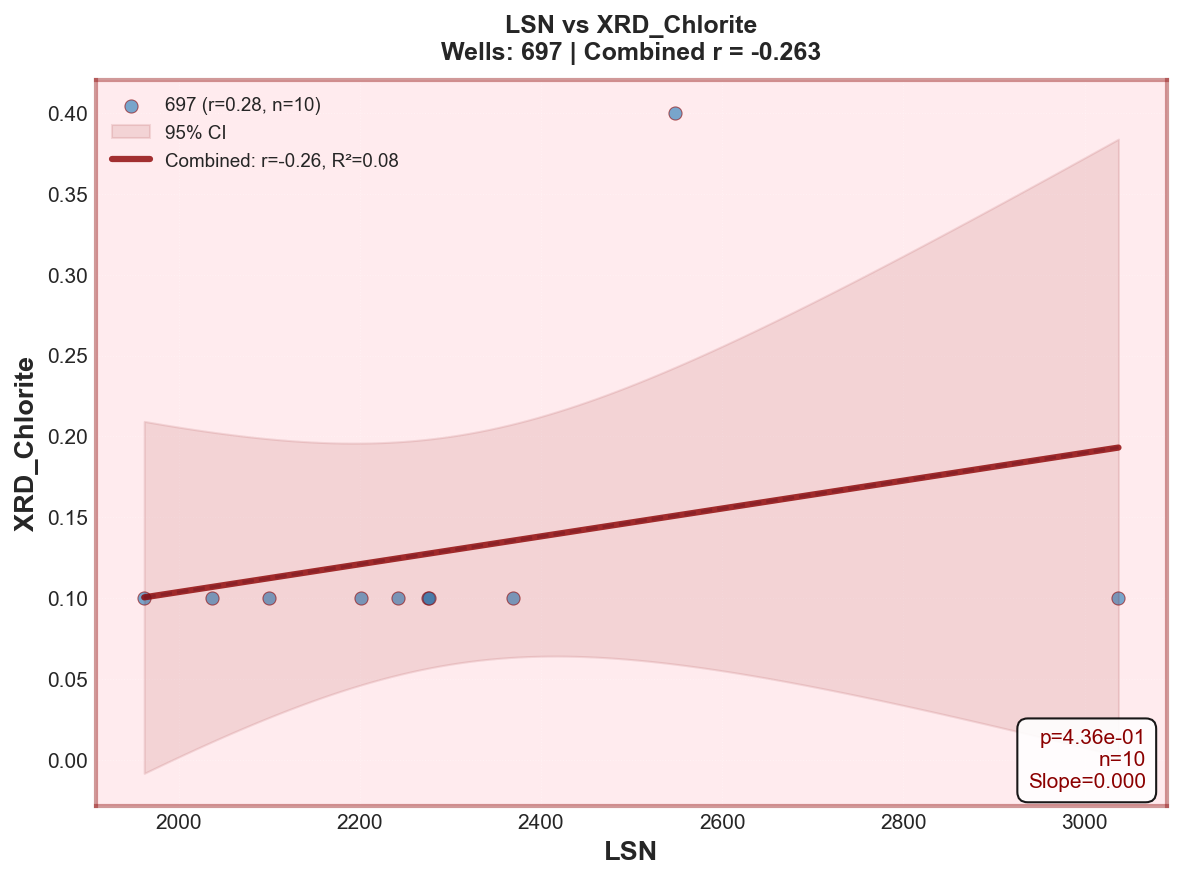 LSN vs XRD_Chlorite
Wells: 697 | Combined r = -0.263
697 (r=0.28, n=10)
95% CI
Combined: r=-0.26, R²=0.08
0.40
0.35
0.30
0.25
0.20
0.15
0.10
0.05
0.00
XRD_Chlorite
p=4.36e-01
n=10
Slope=0.000
2000
2200
2400
2600
2800
3000
LSN